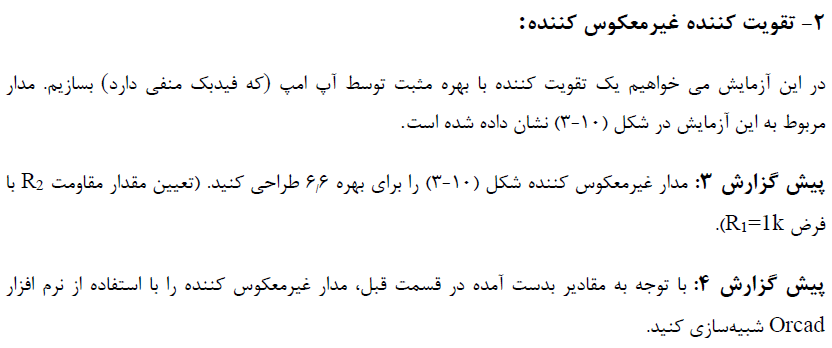 ۲- تقویت کننده غیرمعکوس کننده:
در این آزمایش می خواهیم یک تقویت کننده با بهره مثبت توسط آپ امپ (که فیدبک منفی دارد) بسازیم. مدار
مربوط به این آزمایش در شکل (۱۰-۳) نشان داده شده است.
پیش گزارش ۳: مدار غیرمعکوس کننده شکل (۱۰-۳) را برای بهره ۶٫۶ طراحی کنید. (تعیین مقدار مقاومت R2 با
فرض R1=1k).
پیش گزارش ۴: با توجه به مقادیر بدست آمده در قسمت قبل، مدار غیرمعکوس کننده را با استفاده از نرم افزار
Orcad شبیه‌سازی کنید.